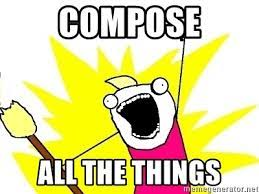 COMPOSE
ALL THE THINGS
memegenerator.net